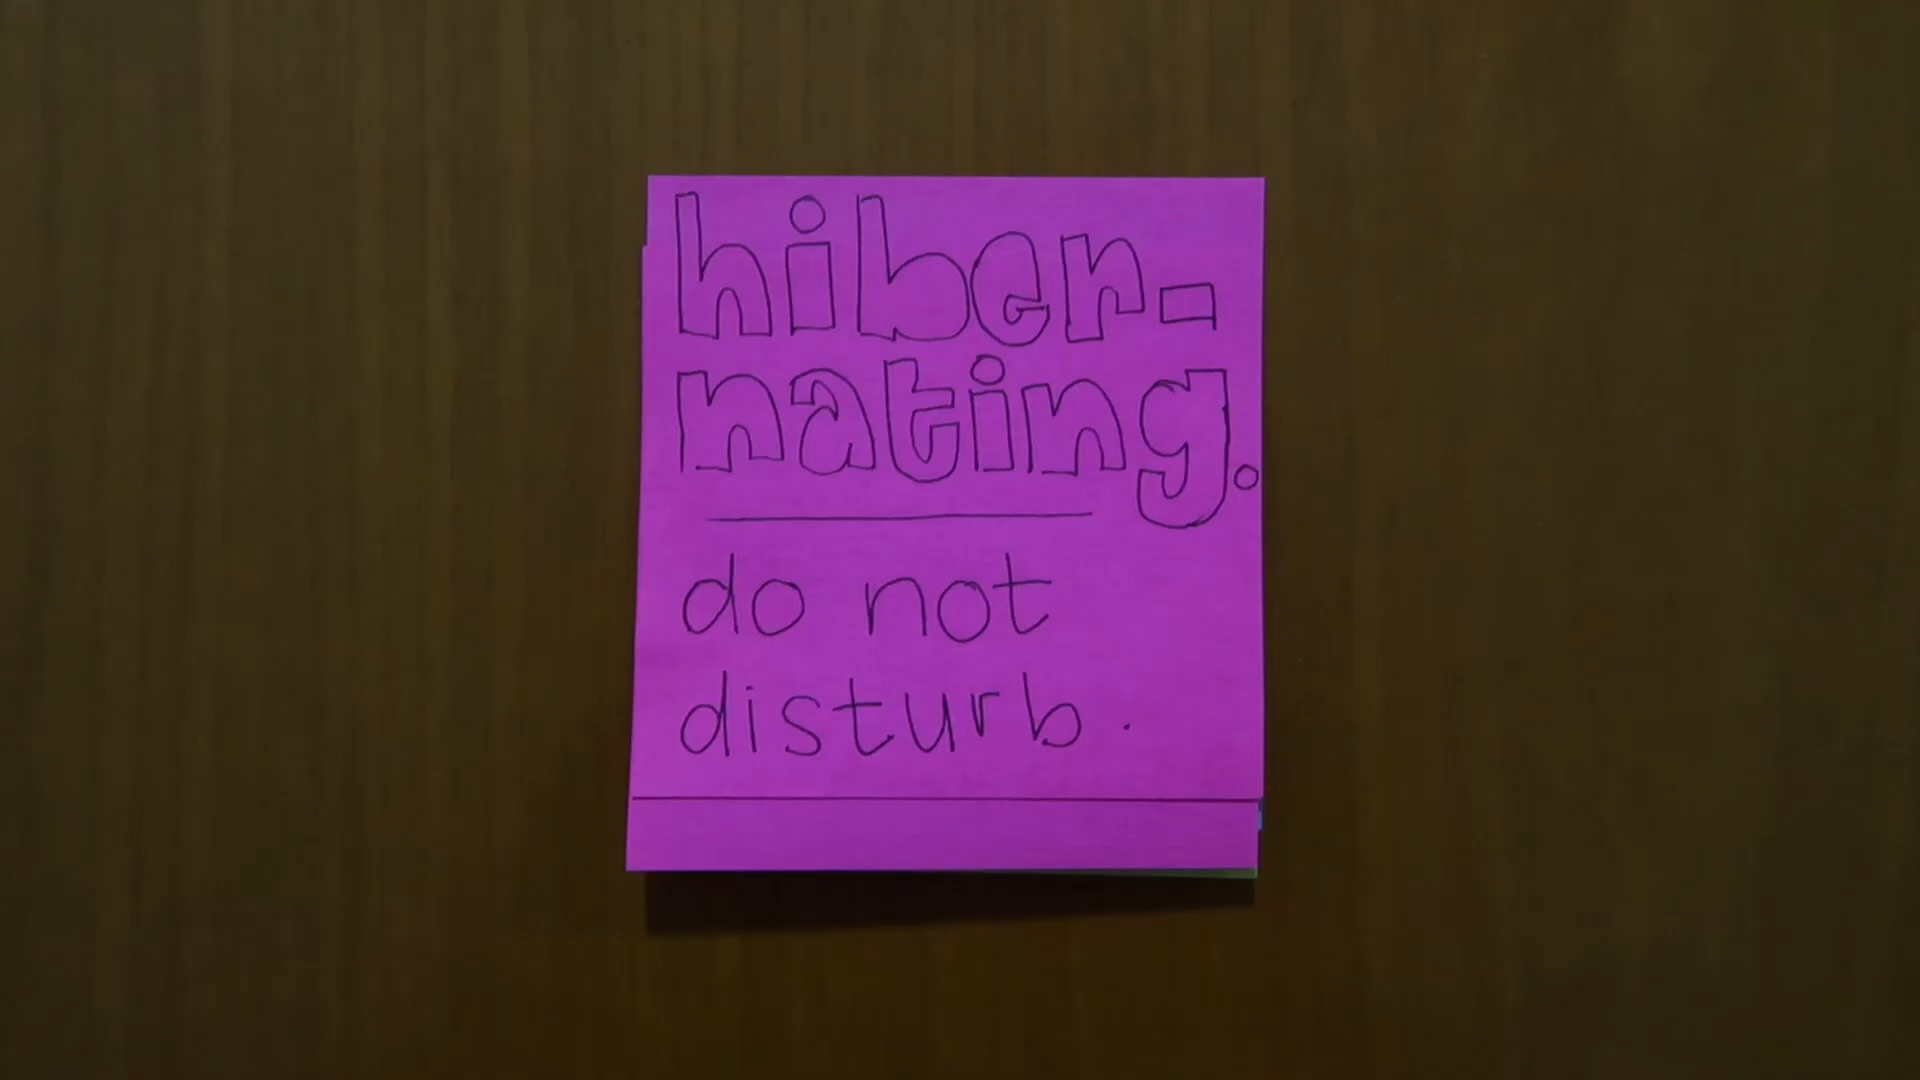 hiber-
nating.
do not
disturb.